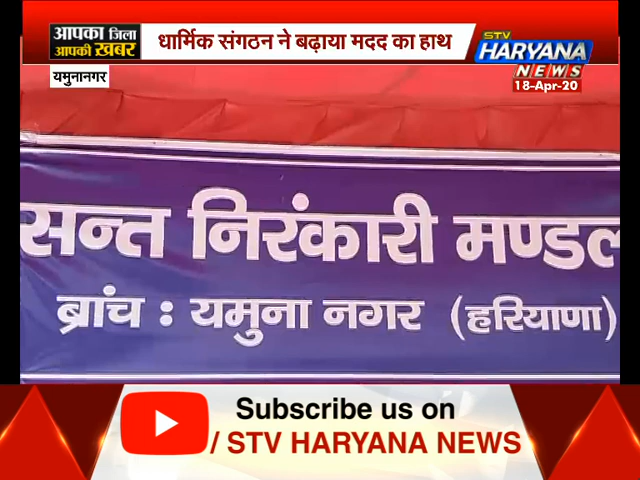 आपका जिला
आपकी खबर
धार्मिक संगठन ने बढ़ाया मदद का हाथ
STV
HARYANA
NEWS
18-Apr-20
यमुनानगर
सन्त निरंकारी मण्डल
ब्रांच : यमुना नगर (हरियाणा)
Subscribe us on
/ STV HARYANA NEWS